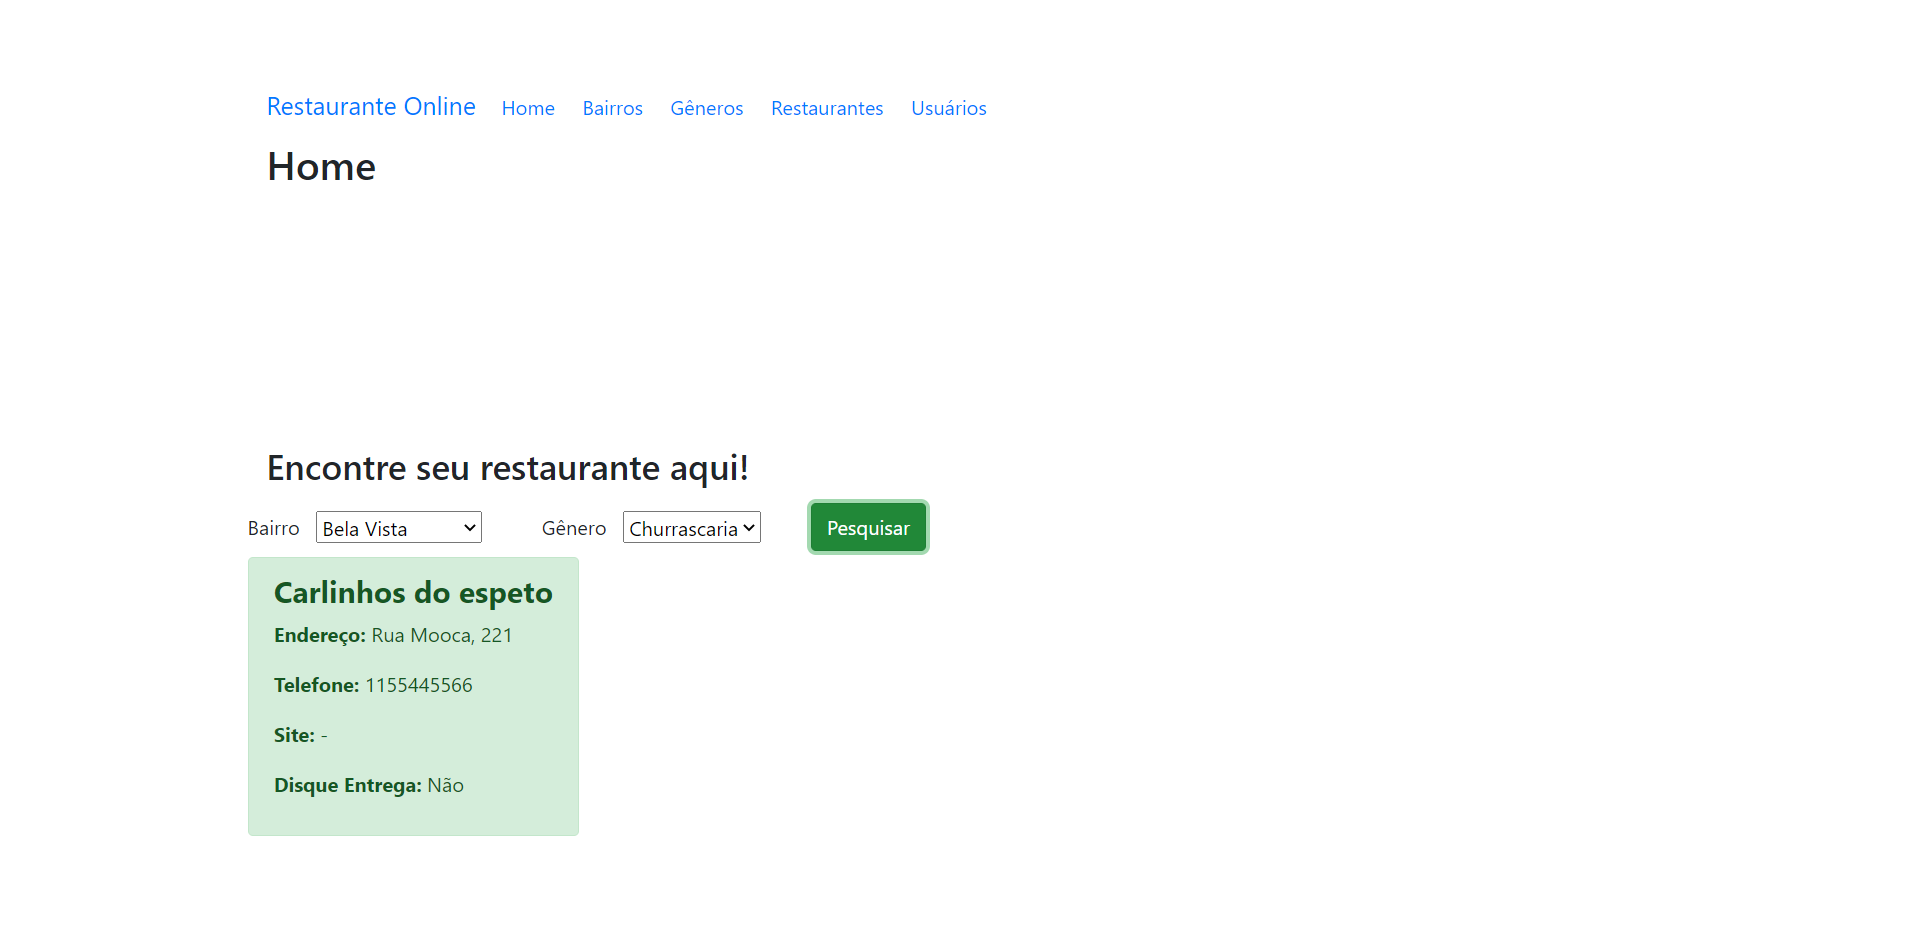 Restaurante Online Home Bairros Gêneros Restaurantes Usuários
Home
Encontre seu restaurante aqui!
Bairro Bela Vista Gênero Churrascaria Pesquisar
Carlinhos do espeto
Endereço: Rua Mooca, 221
Telefone: 1155445566
Site: -
Disque Entrega: Não